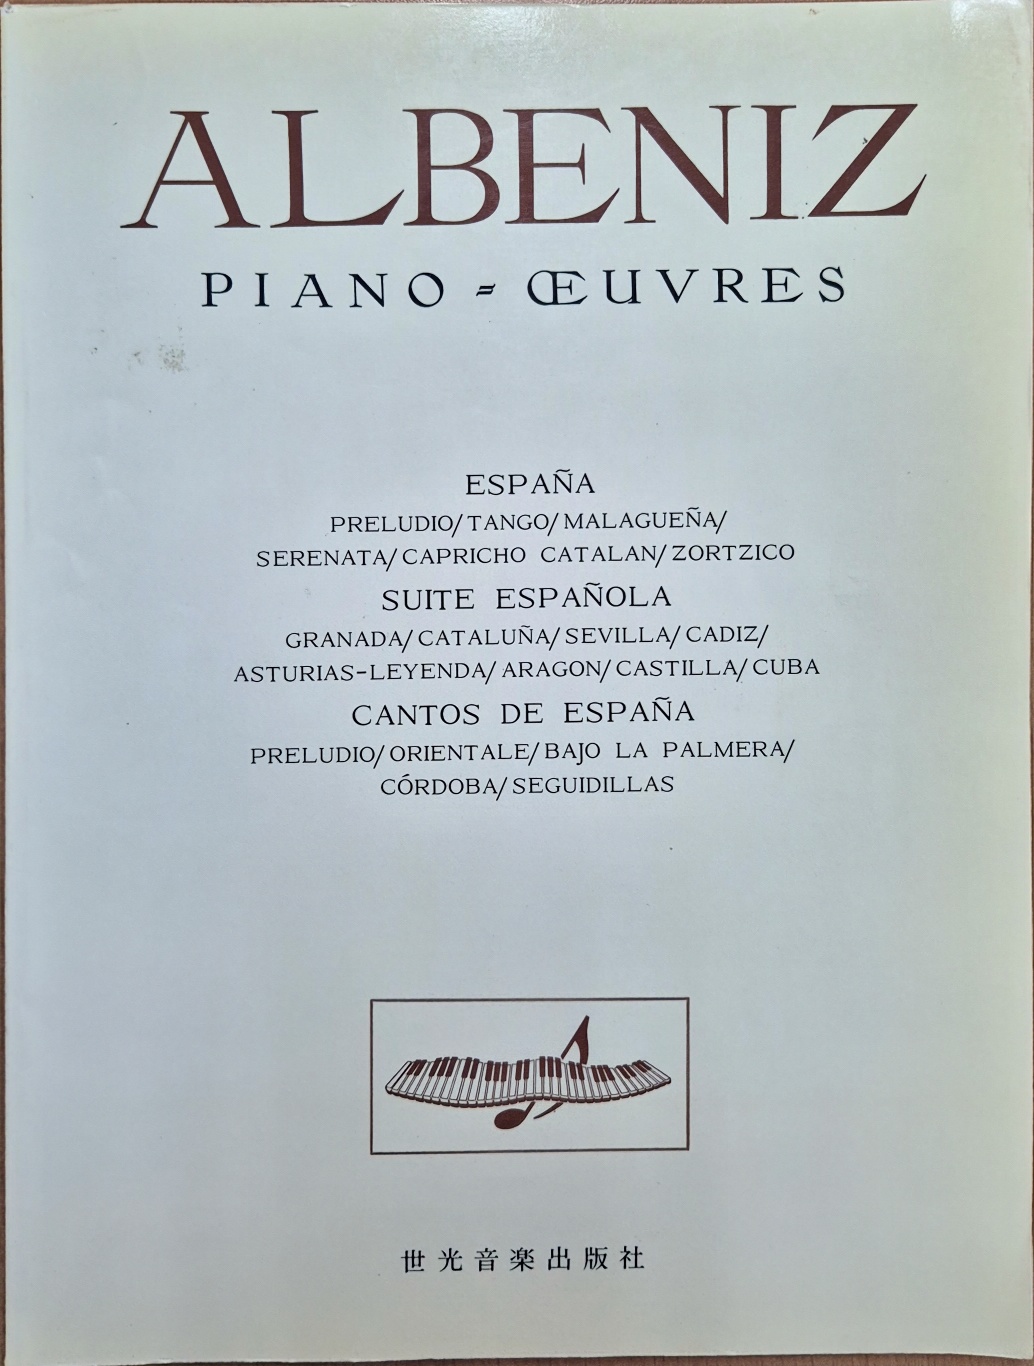 ALBENIZ
PIANO = ŒUVRES
ESPAÑA
PRELUDIO/TANGO/MALAGUEÑA/
SERENATA/CAPRICHO CATALAN/ZORTZICO
SUITE ESPAÑOLA
GRANADA/CATALUÑA/SEVILLA/CADIZ/
ASTURIAS-LEYENDA/ARAGON/CASTILLA/CUBA
CANTOS DE ESPAÑA
PRELUDIO/ORIENTALE/BAJO LA PALMERA/
CÓRDOBA/SEGUIDILLAS
世光音楽出版社